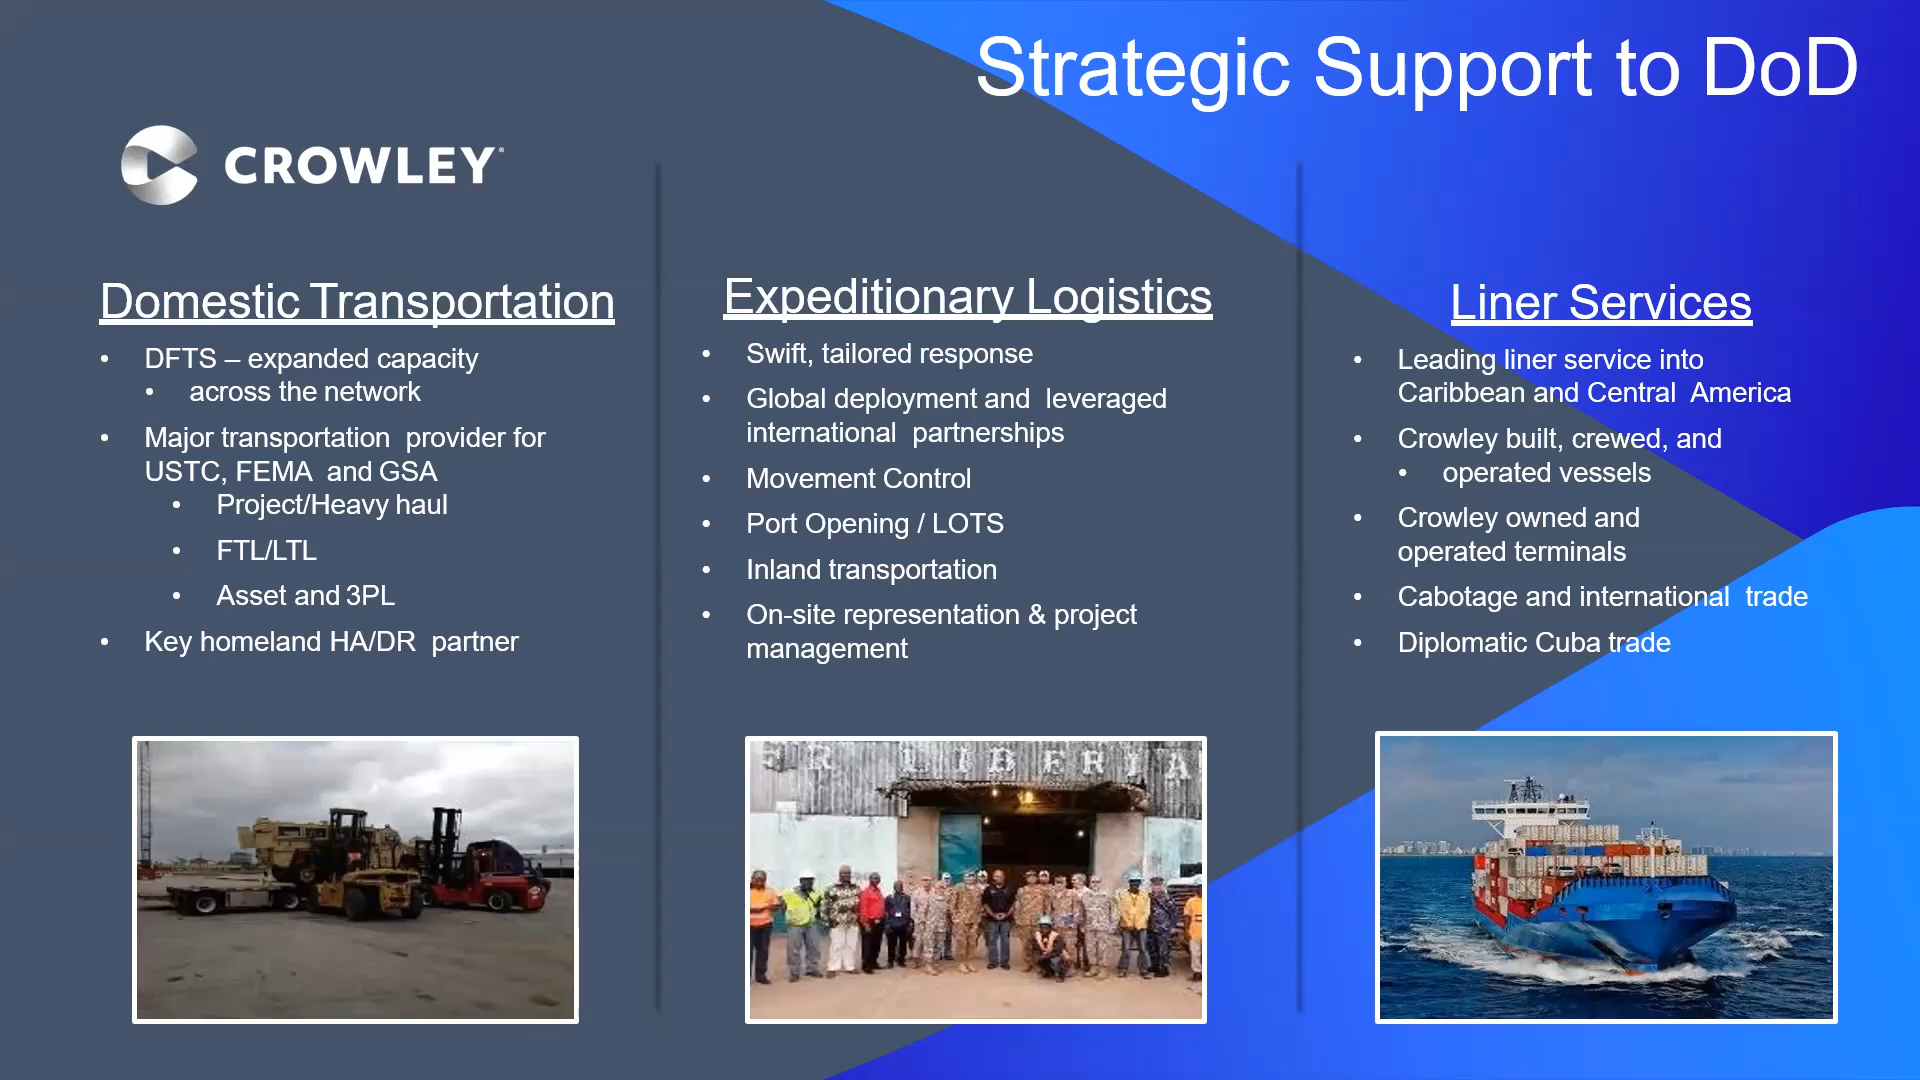 Strategic Support to DoD
CROWLEY
Domestic Transportation
• DFTS – expanded capacity
• across the network
• Major transportation provider for
USTC, FEMA and GSA
• Project/Heavy haul
• FTL/LTL
• Asset and 3PL
• Key homeland HA/DR partner
Expeditionary Logistics
• Swift, tailored response
• Global deployment and leveraged
international partnerships
• Movement Control
• Port Opening / LOTS
• Inland transportation
• On-site representation & project
management
Liner Services
• Leading liner service into
Caribbean and Central America
• Crowley built, crewed, and
• operated vessels
• Crowley owned and
operated terminals
• Cabotage and international trade
• Diplomatic Cuba trade
ER LIBERIA